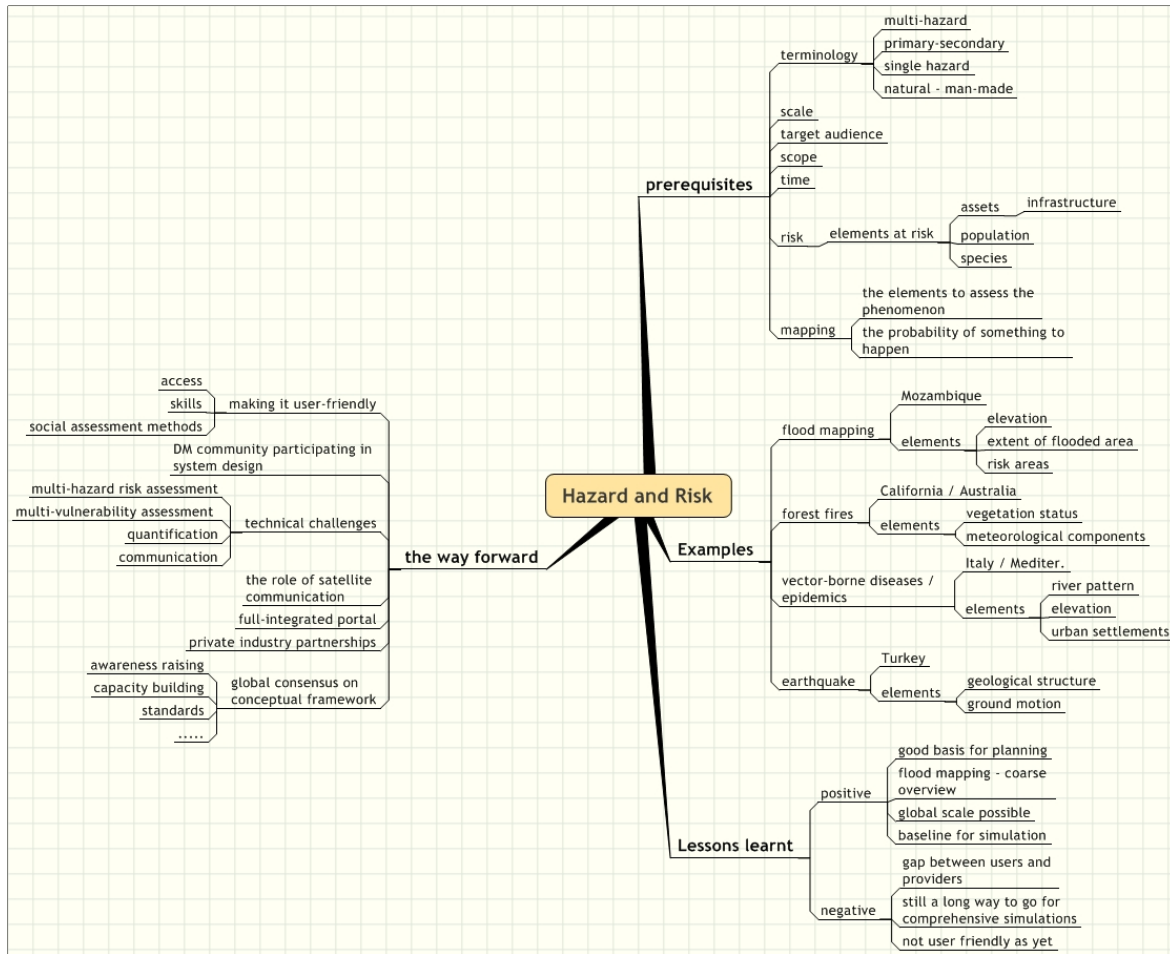 Hazard and Risk
prerequisites
terminology
multi-hazard
primary-secondary
single hazard
natural - man-made
scale
target audience
scope
time
risk
elements at risk
assets
infrastructure
population
species
mapping
the elements to assess the
phenomenon
the probability of something to
happen
Examples
flood mapping
Mozambique
elements
elevation
extent of flooded area
risk areas
forest fires
California / Australia
elements
vegetation status
meteorological components
vector-borne diseases /
epidemics
Italy / Mediter.
elements
river pattern
elevation
urban settlements
earthquake
Turkey
elements
geological structure
ground motion
Lessons learnt
positive
good basis for planning
flood mapping - coarse
overview
global scale possible
baseline for simulation
negative
gap between users and
providers
still a long way to go for
comprehensive simulations
not user friendly as yet
the way forward
making it user-friendly
access
skills
social assessment methods
DM community participating in
system design
technical challenges
multi-hazard risk assessment
multi-vulnerability assessment
quantification
communication
the role of satellite
communication
full-integrated portal
private industry partnerships
global consensus on
conceptual framework
awareness raising
capacity building
standards
.....